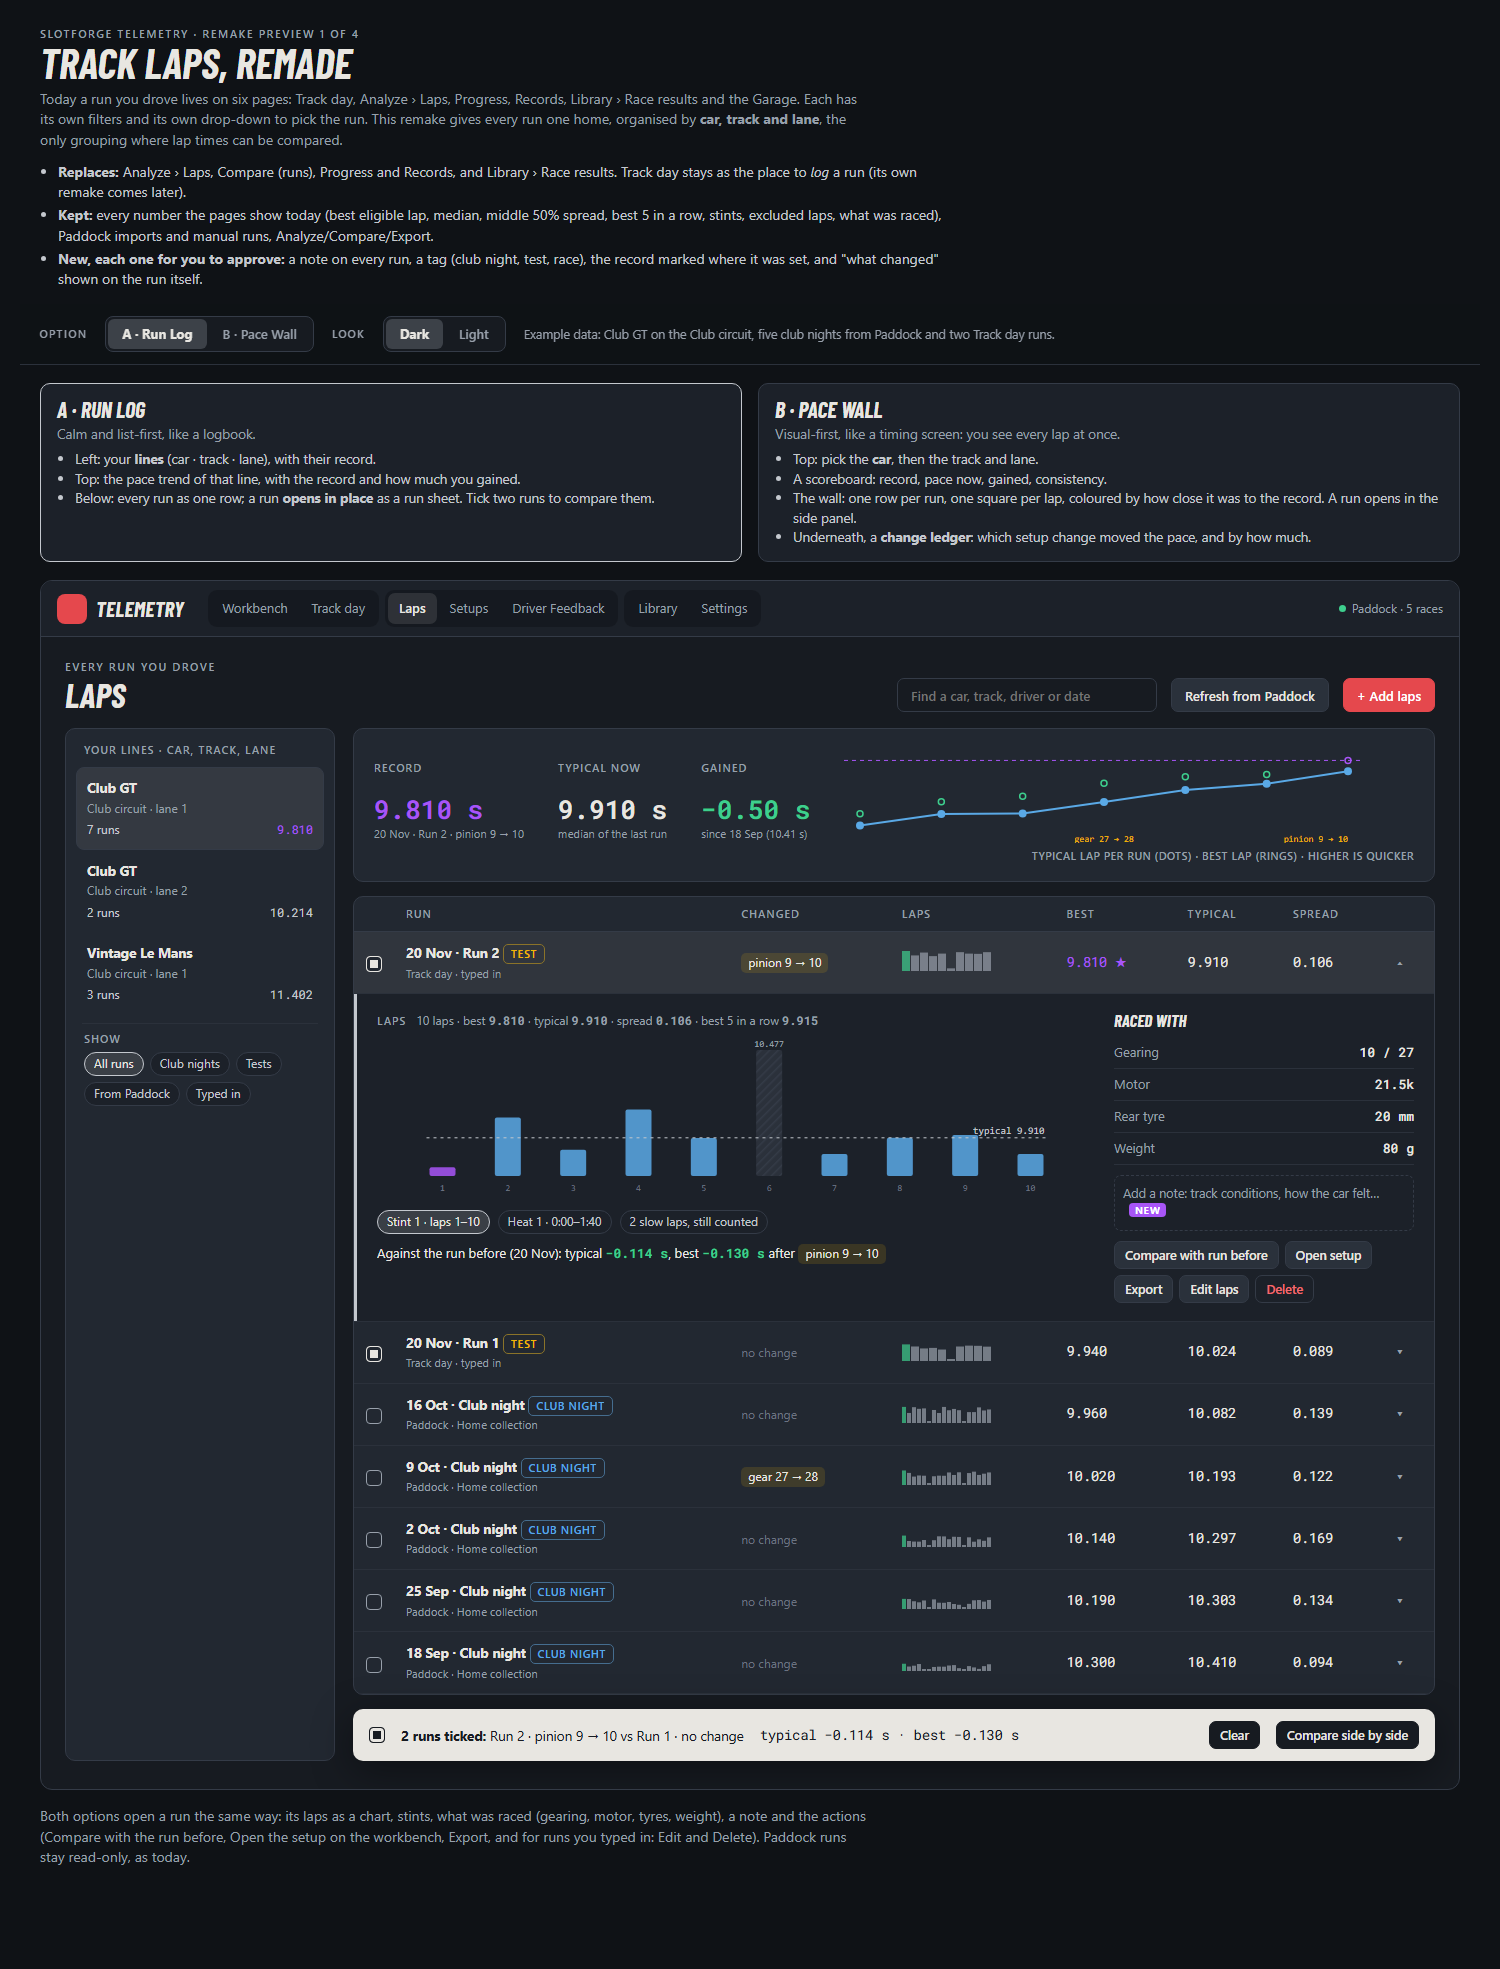 SLOTFORGE TELEMETRY · REMAKE PREVIEW 1 OF 4
TRACK LAPS, REMADE
Today a run you drove lives on six pages: Track day, Analyze › Laps, Progress, Records, Library › Race results and the Garage. Each has
its own filters and its own drop-down to pick the run. This remake gives every run one home, organised by car, track and lane, the
only grouping where lap times can be compared.
• Replaces: Analyze › Laps, Compare (runs), Progress and Records, and Library › Race results. Track day stays as the place to log a run (its own
remake comes later).
• Kept: every number the pages show today (best eligible lap, median, middle 50% spread, best 5 in a row, stints, excluded laps, what was raced),
Paddock imports and manual runs, Analyze/Compare/Export.
• New, each one for you to approve: a note on every run, a tag (club night, test, race), the record marked where it was set, and "what changed"
shown on the run itself.
OPTION A · Run Log B · Pace Wall LOOK Dark Light Example data: Club GT on the Club circuit, five club nights from Paddock and two Track day runs.
A · RUN LOG
Calm and list-first, like a logbook.
• Left: your lines (car · track · lane), with their record.
• Top: the pace trend of that line, with the record and how much you gained.
• Below: every run as one row; a run opens in place as a run sheet. Tick two runs to compare them.
B · PACE WALL
Visual-first, like a timing screen: you see every lap at once.
• Top: pick the car, then the track and lane.
• A scoreboard: record, pace now, gained, consistency.
• The wall: one row per run, one square per lap, coloured by how close it was to the record. A run opens in the
side panel.
• Underneath, a change ledger: which setup change moved the pace, and by how much.
TELEMETRY Workbench Track day Laps Setups Driver Feedback Library Settings Paddock · 5 races
EVERY RUN YOU DROVE
LAPS
Find a car, track, driver or date Refresh from Paddock + Add laps
YOUR LINES · CAR, TRACK, LANE
Club GT
Club circuit · lane 1
7 runs 9.810
Club GT
Club circuit · lane 2
2 runs 10.214
Vintage Le Mans
Club circuit · lane 1
3 runs 11.402
SHOW
All runs Club nights Tests
From Paddock Typed in
RECORD
9.810 s
20 Nov · Run 2 · pinion 9 → 10
TYPICAL NOW
9.910 s
median of the last run
GAINED
−0.50 s
since 18 Sep (10.41 s)
gear 27 → 28 pinion 9 → 10
TYPICAL LAP PER RUN (DOTS) · BEST LAP (RINGS) · HIGHER IS QUICKER
RUN CHANGED LAPS BEST TYPICAL SPREAD
20 Nov · Run 2 TEST
Track day · typed in
pinion 9 → 10 9.810 ★ 9.910 0.106 ▴
LAPS 10 laps · best 9.810 · typical 9.910 · spread 0.106 · best 5 in a row 9.915
10.477
typical 9.910
1 2 3 4 5 6 7 8 9 10
Stint 1 · laps 1–10 Heat 1 · 0:00–1:40 2 slow laps, still counted
Against the run before (20 Nov): typical −0.114 s, best −0.130 s after pinion 9 → 10
RACED WITH
Gearing 10 / 27
Motor 21.5k
Rear tyre 20 mm
Weight 80 g
Add a note: track conditions, how the car felt...
NEW
Compare with run before Open setup
Export Edit laps Delete
20 Nov · Run 1 TEST
Track day · typed in
no change 9.940 10.024 0.089 ▾
16 Oct · Club night CLUB NIGHT
Paddock · Home collection
no change 9.960 10.082 0.139 ▾
9 Oct · Club night CLUB NIGHT
Paddock · Home collection
gear 27 → 28 10.020 10.193 0.122 ▾
2 Oct · Club night CLUB NIGHT
Paddock · Home collection
no change 10.140 10.297 0.169 ▾
25 Sep · Club night CLUB NIGHT
Paddock · Home collection
no change 10.190 10.303 0.134 ▾
18 Sep · Club night CLUB NIGHT
Paddock · Home collection
no change 10.300 10.410 0.094 ▾
2 runs ticked: Run 2 · pinion 9 → 10 vs Run 1 · no change typical −0.114 s · best −0.130 s Clear Compare side by side
Both options open a run the same way: its laps as a chart, stints, what was raced (gearing, motor, tyres, weight), a note and the actions
(Compare with the run before, Open the setup on the workbench, Export, and for runs you typed in: Edit and Delete). Paddock runs
stay read-only, as today.